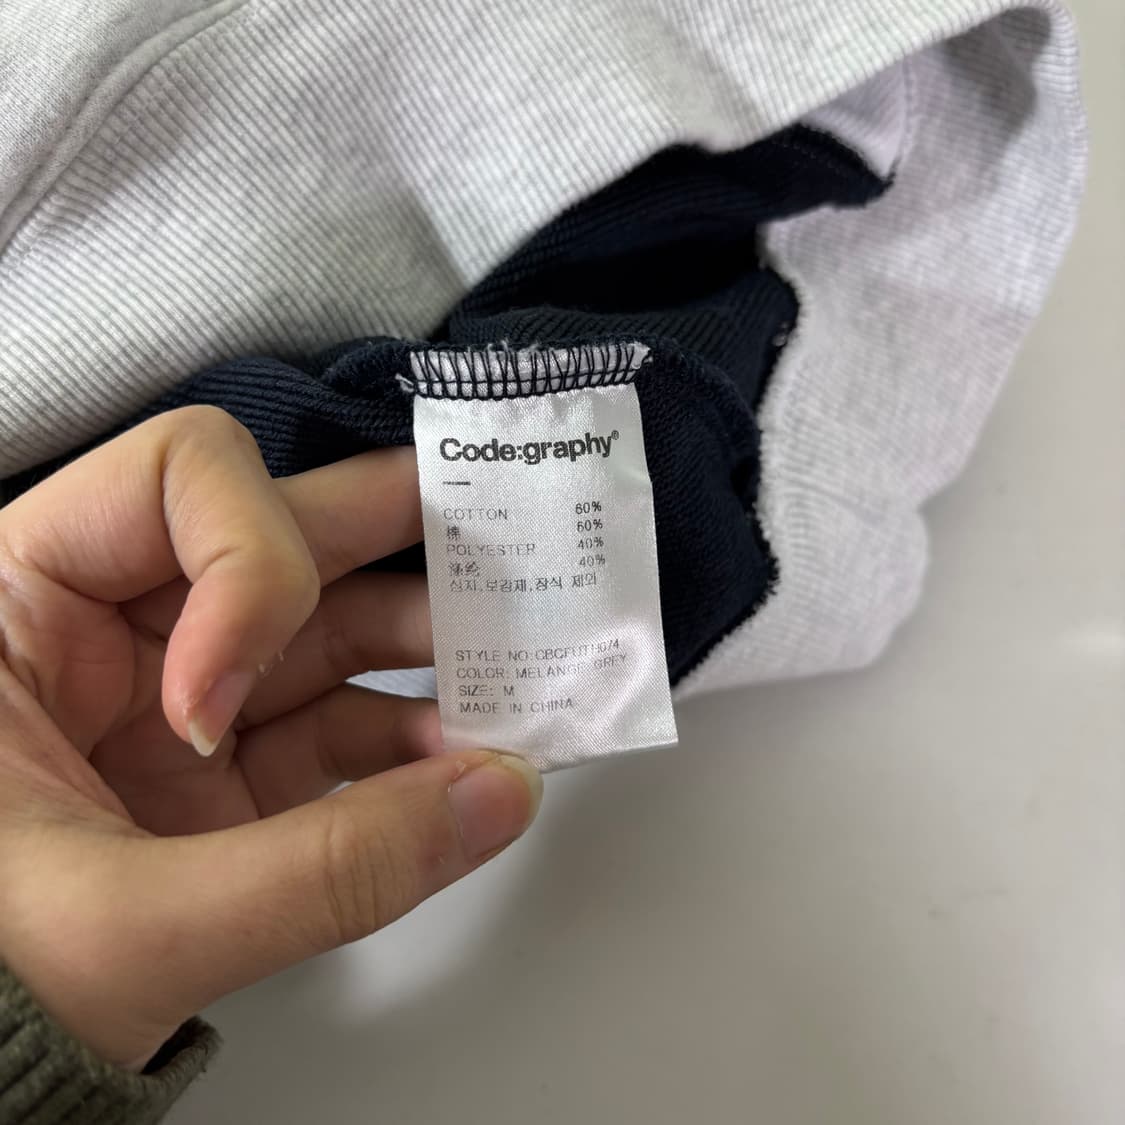 Code:graphy®
COTTON 60%
棉 60%
POLYESTER 40%
涤纶 40%
심지,보강재,장식 제외
STYLE NO:CBCFUTH074
COLOR: MELANGE GREY
SIZE: M
MADE IN CHINA